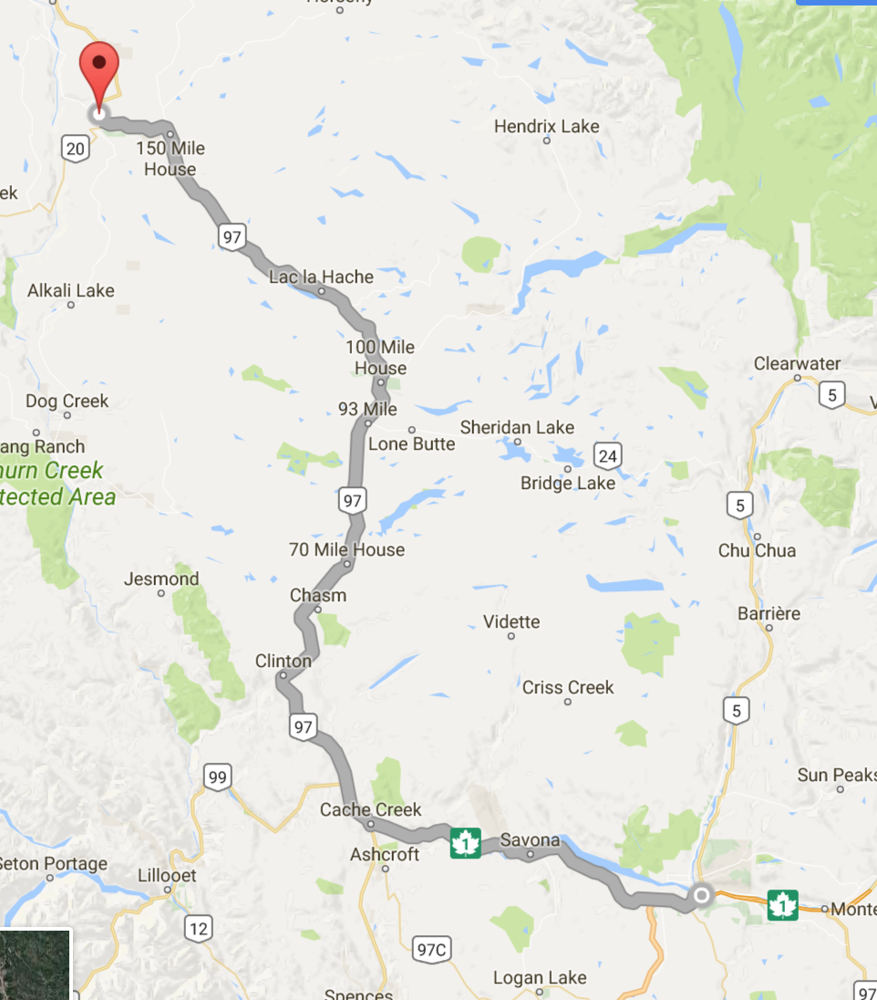 Hendrix Lake
20
150 Mile
House
ek
97
Lac la Hache
Alkali Lake
100 Mile
House
Clearwater
5
Dog Creek
93 Mile
Sheridan Lake
ang Ranch
Lone Butte
24
urn Creek
tected Area
Bridge Lake
97
5
70 Mile House
Chu Chua
Jesmond
Chasm
Barrière
Vidette
Clinton
Criss Creek
5
97
99
Sun Peaks
Cache Creek
Savona
1
Ashcroft
Seton Portage
Lillooet
1
Monte
12
97C
Logan Lake
Spences
97